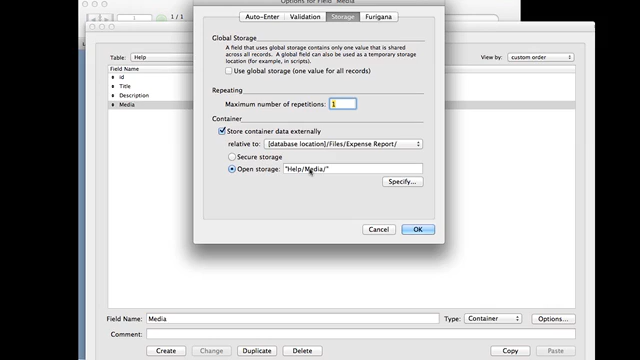 Options for Field "Media"
1 / 1
Auto-Enter Validation Storage Furigana
Global Storage
A field that uses global storage contains only one value that is shared
across all records. A global field can also be used as a temporary storage
location (for example, in scripts).
Use global storage (one value for all records)
Repeating
Maximum number of repetitions: 1
Container
Store container data externally
relative to: [database location]/Files/Expense Report/
Secure storage
Open storage: "Help/Media/"
Specify...
Cancel OK
Table: Help
View by: custom order
Field Name
id
Title
Description
Media
Field Name: Media
Type: Container
Options...
Comment:
Create Change Duplicate Delete Copy Paste